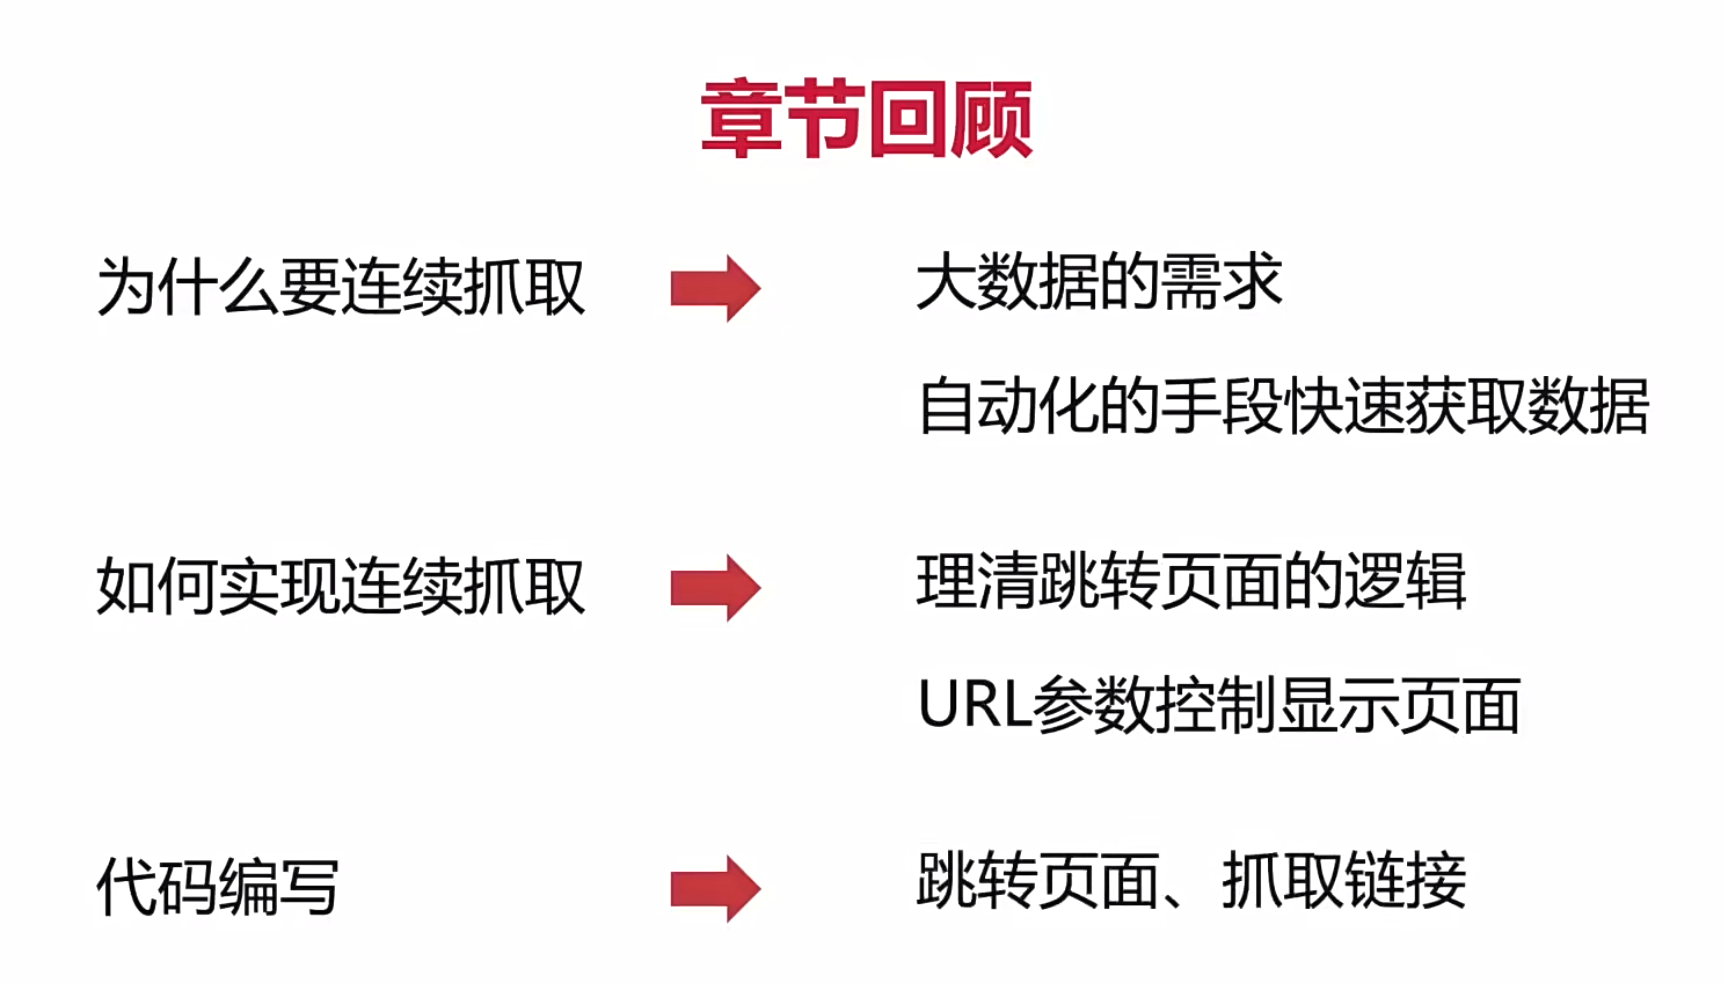 章节回顾
为什么要连续抓取
大数据的需求
自动化的手段快速获取数据
如何实现连续抓取
理清跳转页面的逻辑
URL参数控制显示页面
代码编写
跳转页面、抓取链接